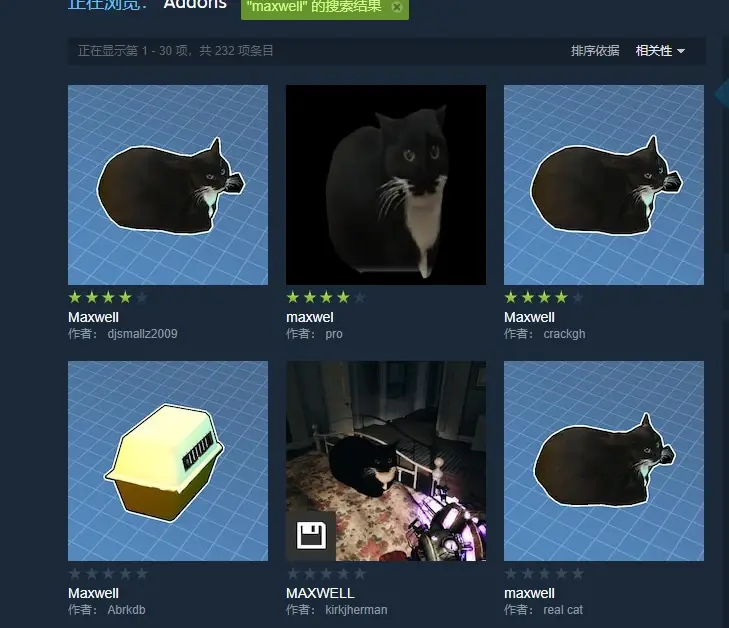 正在浏览： Addons "maxwell" 的搜索结果
正在显示第 1 - 30 项，共 232 项条目 排序依据 相关性
Maxwell
作者： djsmallz2009
maxwel
作者： pro
Maxwell
作者： crackgh
Maxwell
作者： Abrkdb
MAXWELL
作者： kirkjherman
maxwell
作者： real cat